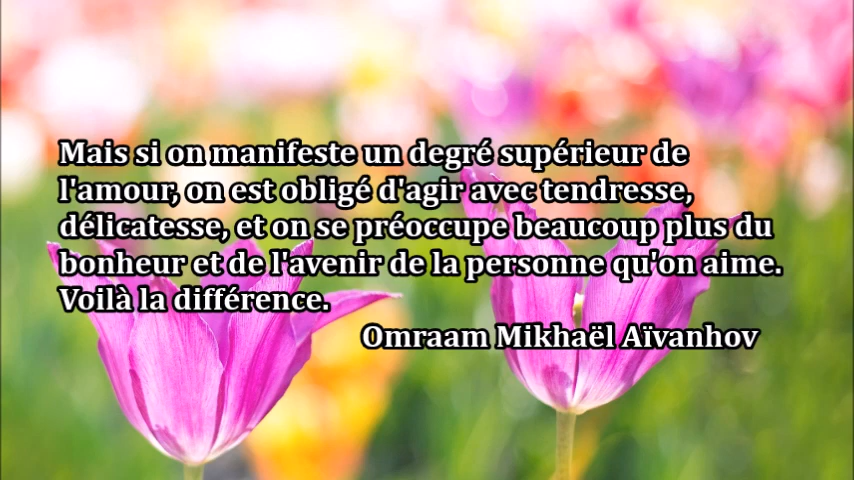 Mais si on manifeste un degré supérieur de
l'amour, on est obligé d'agir avec tendresse,
délicatesse, et on se préoccupe beaucoup plus du
bonheur et de l'avenir de la personne qu'on aime.
Voilà la différence.
Omraam Mikhaël Aïvanhov